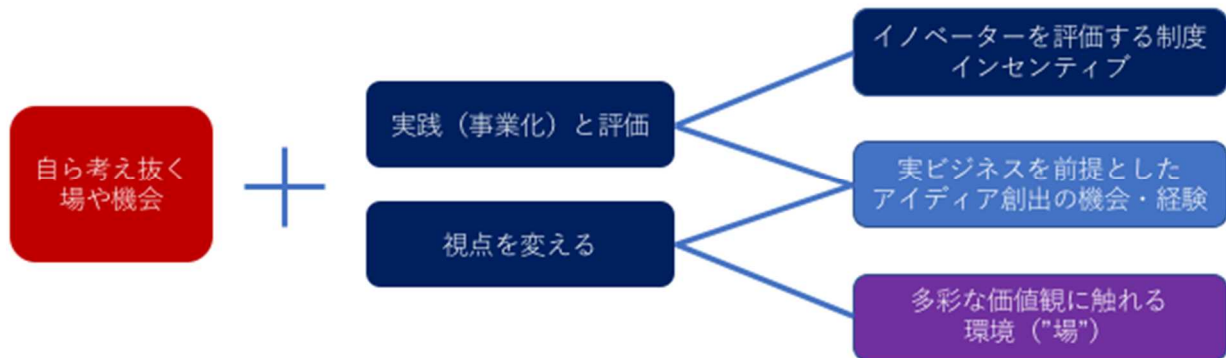 自ら考え抜く
場や機会
実践（事業化）と評価
視点を変える
イノベーターを評価する制度
インセンティブ
実ビジネスを前提とした
アイディア創出の機会・経験
多彩な価値観に触れる
環境（”場”）